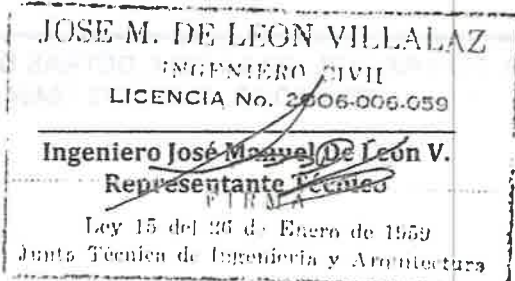 JOSE M. DE LEON VILLALAZ
INGENIERO CIVIL
LICENCIA No. 2006-006-059
Ingeniero José Manuel De León V.
Representante Técnico
FIRMA
Ley 15 del 26 de Enero de 1959
Junta Técnica de Ingeniería y Arquitectura